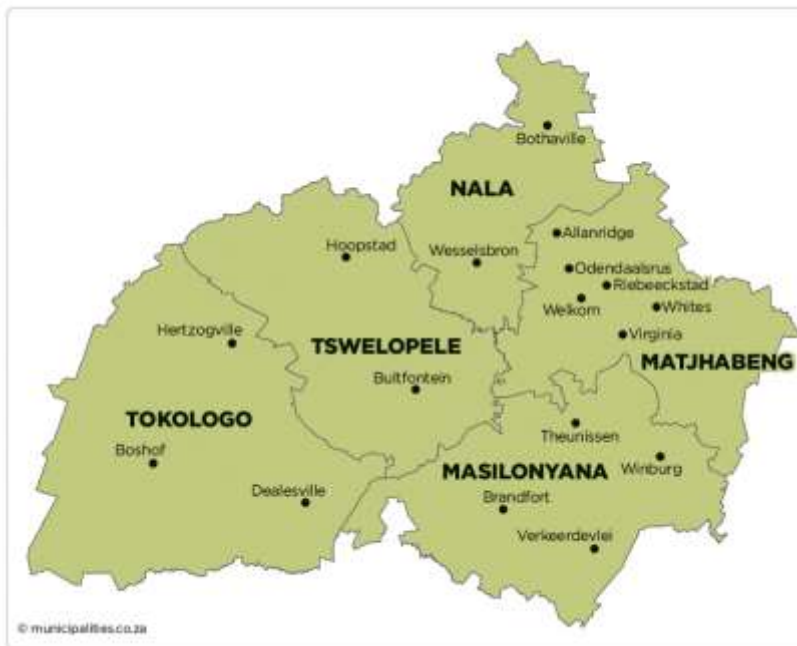 Bothaville
NALA
Allanridge
Hoopstad
Wesselsbron
Odendaalsrus
Riebeeckstad
Welkom
Whites
Hertzogville
Virginia
TSWELOPELE
MATJHABENG
Bultfontein
TOKOLOGO
Theunissen
Boshof
Winburg
MASILONYANA
Dealesville
Brandfort
Verkeerdevlei
© municipalities.co.za